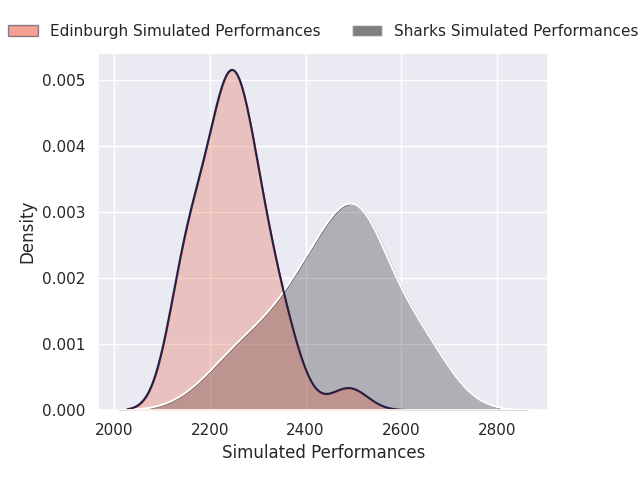 Edinburgh Simulated Performances
Sharks Simulated Performances
0.005
0.004
0.003
0.002
0.001
0.000
Density
2000
2200
2400
2600
2800
Simulated Performances